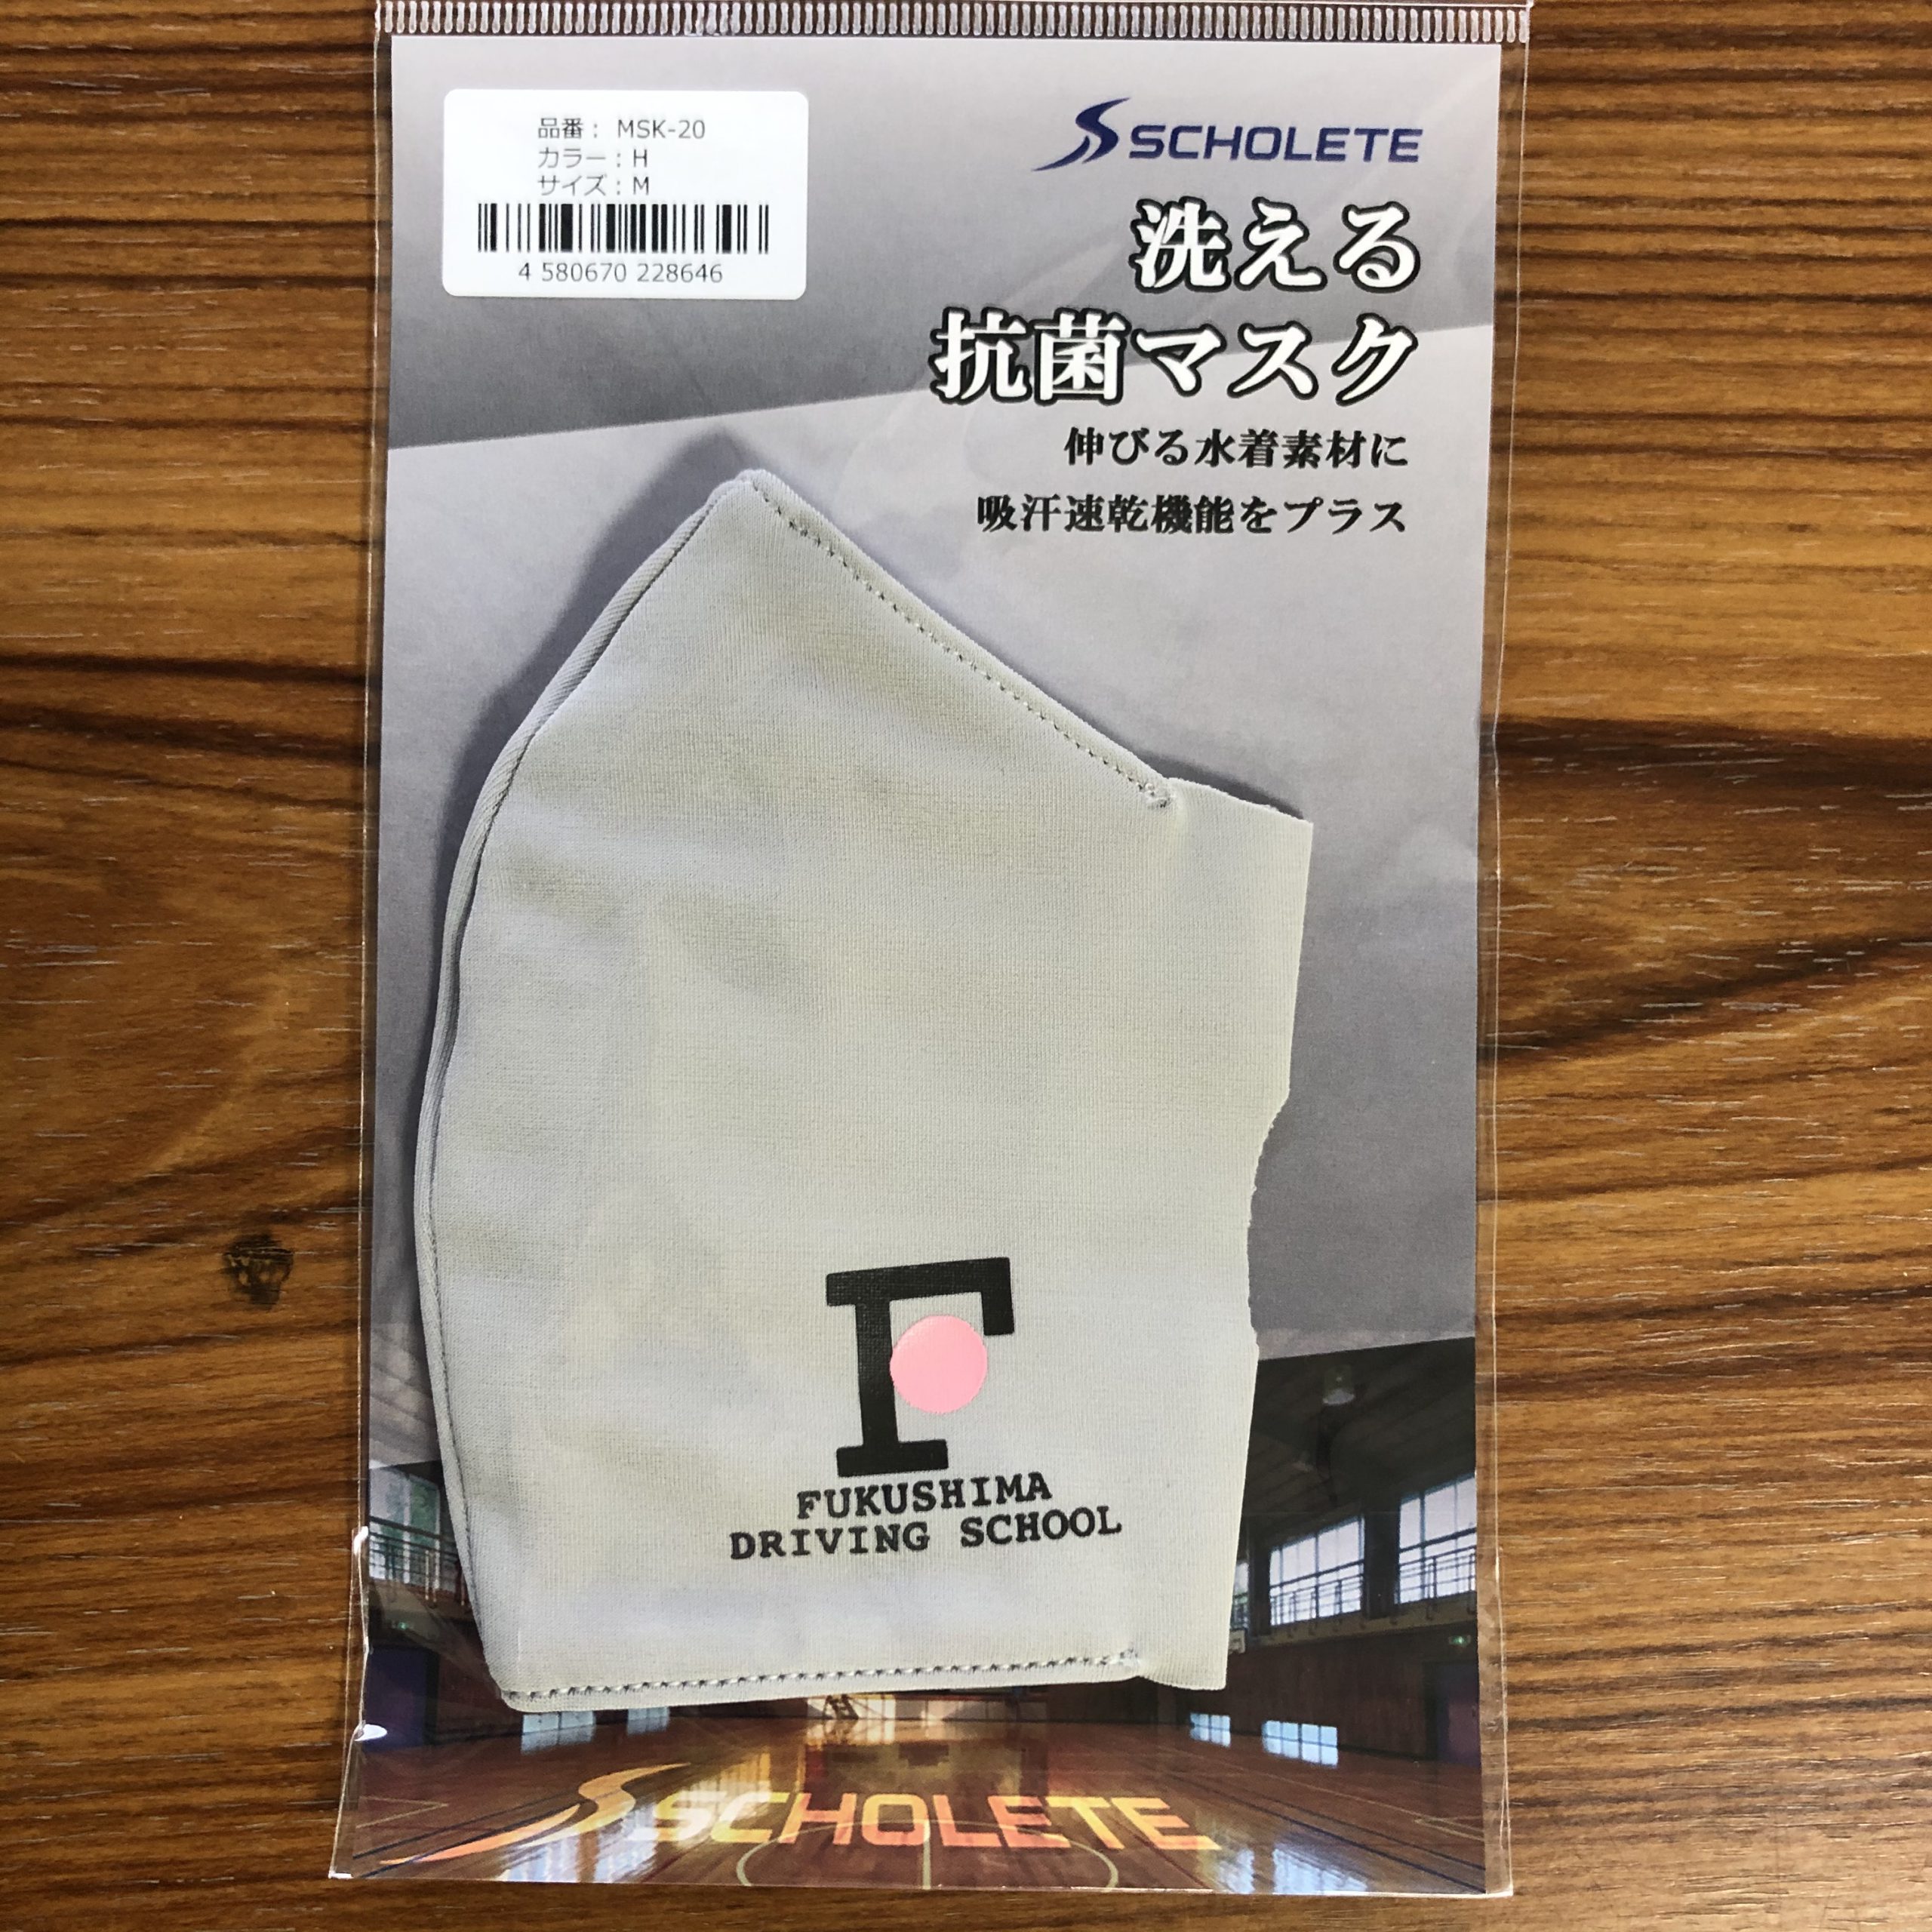 品番： MSK-20
カラー：H
サイズ：M
4 580670 228646
SCHOLETE
洗える
抗菌マスク
伸びる水着素材に
吸汗速乾機能をプラス
F
FUKUSHIMA
DRIVING SCHOOL
SCHOLETE